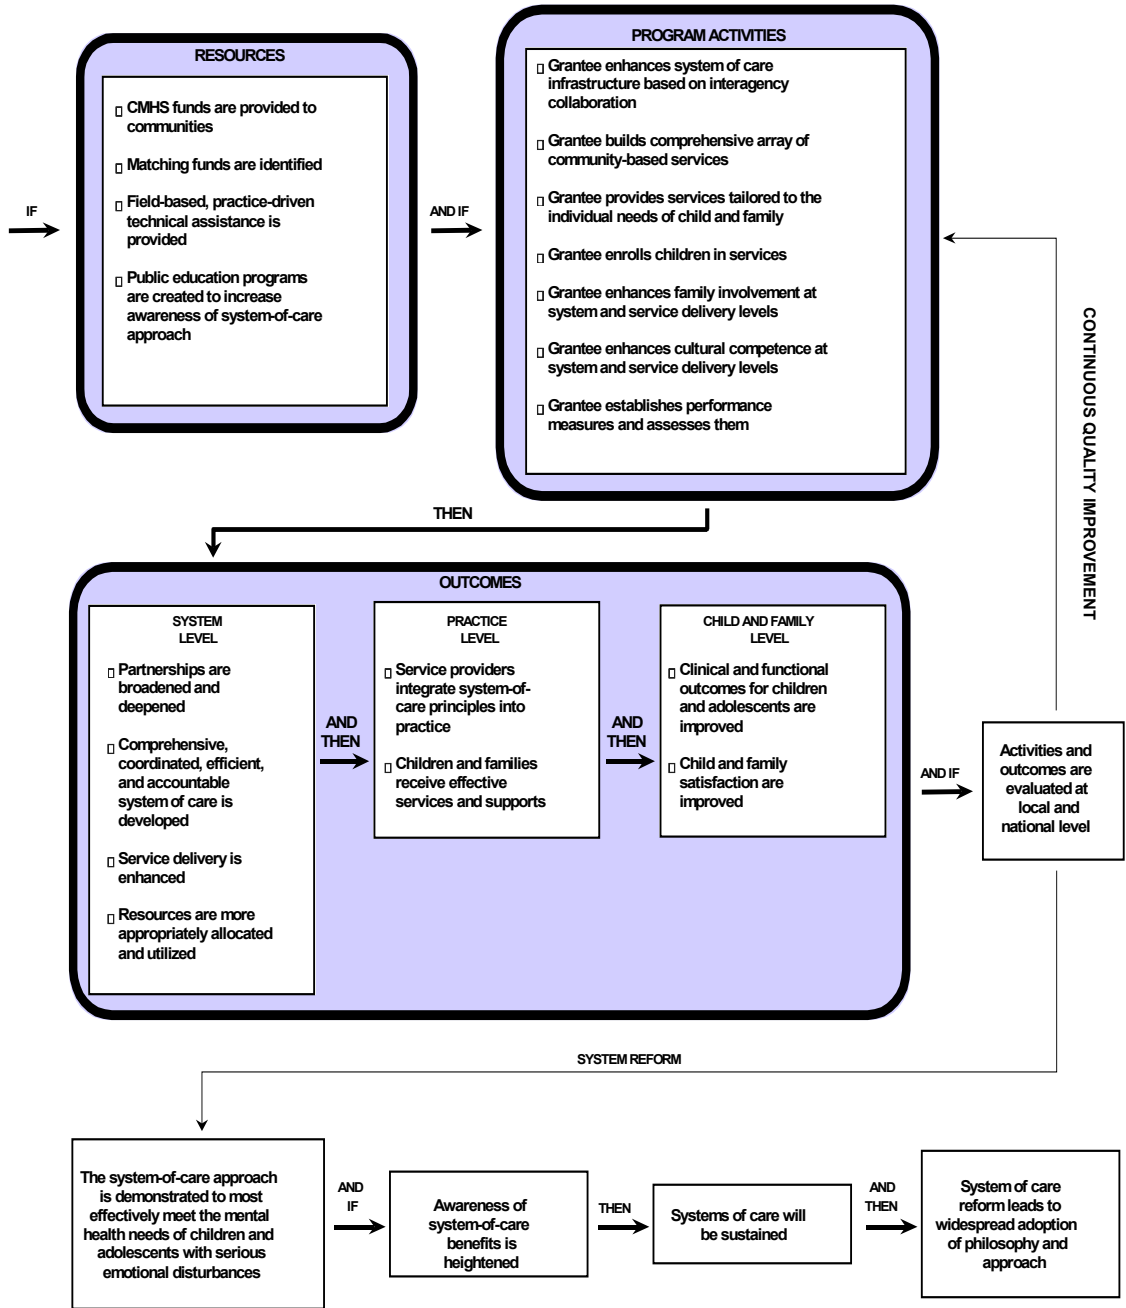 IF
RESOURCES
CMHS funds are provided to
communities
Matching funds are identified
Field-based, practice-driven
technical assistance is
provided
Public education programs
are created to increase
awareness of system-of-care
approach
AND IF
PROGRAM ACTIVITIES
Grantee enhances system of care
infrastructure based on interagency
collaboration
Grantee builds comprehensive array of
community-based services
Grantee provides services tailored to the
individual needs of child and family
Grantee enrolls children in services
Grantee enhances family involvement at
system and service delivery levels
Grantee enhances cultural competence at
system and service delivery levels
Grantee establishes performance
measures and assesses them
CONTINUOUS QUALITY IMPROVEMENT
THEN
OUTCOMES
SYSTEM
LEVEL
Partnerships are
broadened and
deepened
Comprehensive,
coordinated, efficient,
and accountable
system of care is
developed
Service delivery is
enhanced
Resources are more
appropriately allocated
and utilized
AND
THEN
PRACTICE
LEVEL
Service providers
integrate system-of-
care principles into
practice
Children and families
receive effective
services and supports
AND
THEN
CHILD AND FAMILY
LEVEL
Clinical and functional
outcomes for children
and adolescents are
improved
Child and family
satisfaction are
improved
AND IF
Activities and
outcomes are
evaluated at
local and
national level
SYSTEM REFORM
The system-of-care approach
is demonstrated to most
effectively meet the mental
health needs of children and
adolescents with serious
emotional disturbances
AND
IF
Awareness of
system-of-care
benefits is
heightened
THEN
Systems of care will
be sustained
AND
THEN
System of care
reform leads to
widespread adoption
of philosophy and
approach